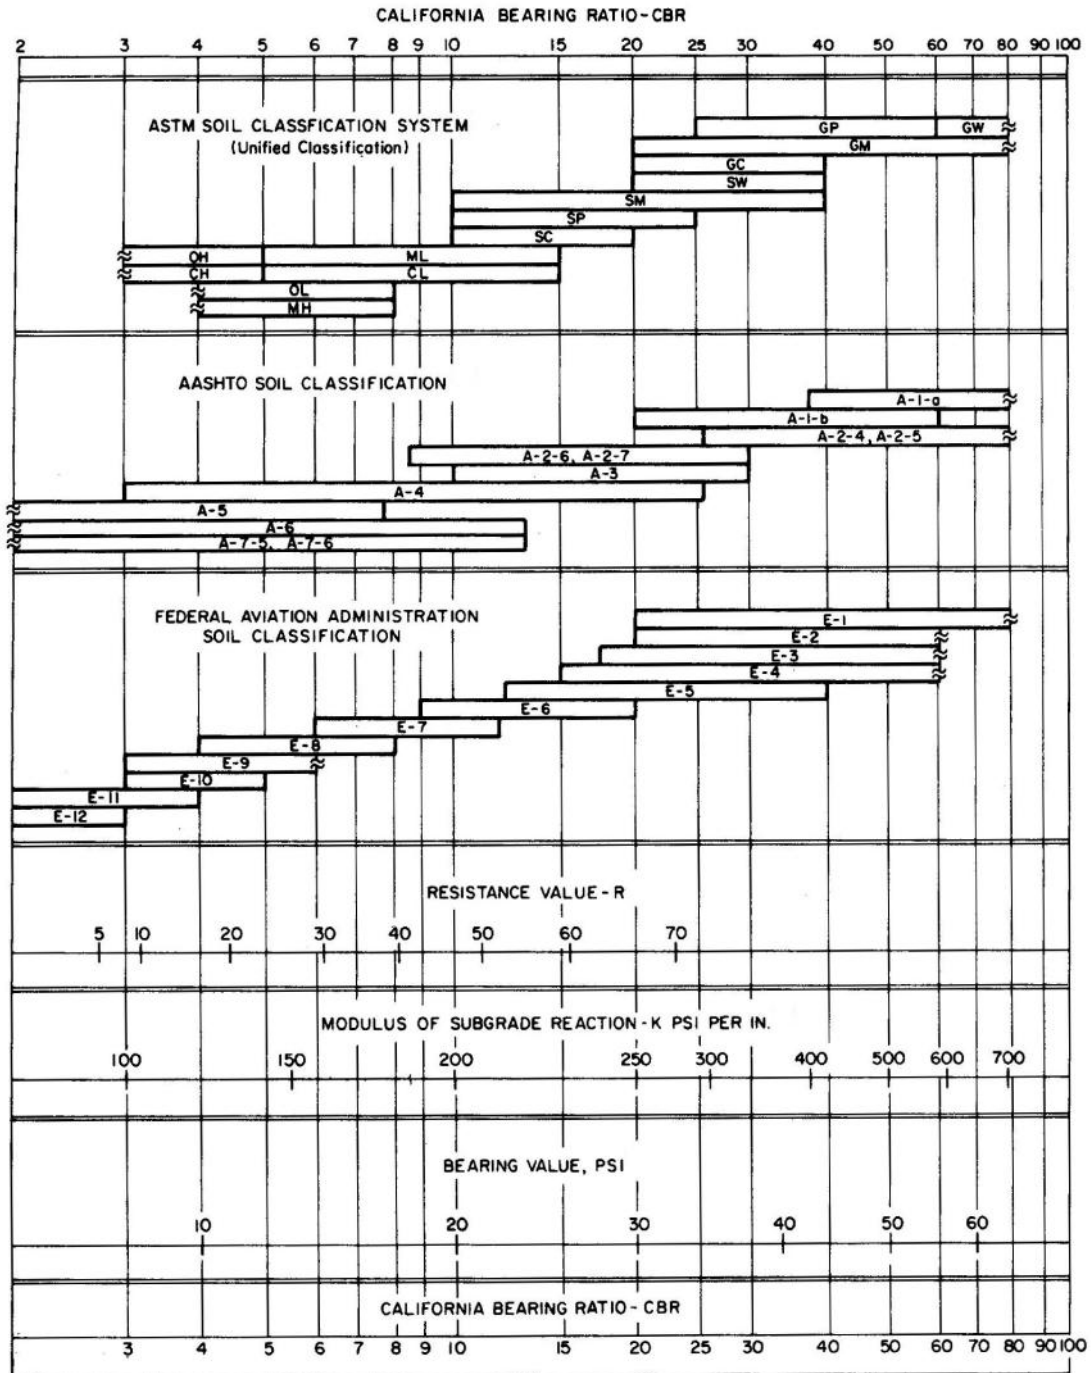 CALIFORNIA BEARING RATIO-CBR
2 3 4 5 6 7 8 9 10 15 20 25 30 40 50 60 70 80 90 100
ASTM SOIL CLASSFICATION SYSTEM
(Unified Classification)
GP GW
GM
GC
SW
SM
SP
SC
OH ML
CH CL
OL
MH
AASHTO SOIL CLASSIFICATION
A-1-a
A-1-b
A-2-4, A-2-5
A-2-6, A-2-7
A-3
A-4
A-5
A-6
A-7-5, A-7-6
FEDERAL AVIATION ADMINISTRATION
SOIL CLASSIFICATION
E-1
E-2
E-3
E-4
E-5
E-6
E-7
E-8
E-9
E-10
E-11
E-12
RESISTANCE VALUE-R
5 10 20 30 40 50 60 70
MODULUS OF SUBGRADE REACTION-K PSI PER IN.
100 150 200 250 300 400 500 600 700
BEARING VALUE, PSI
10 20 30 40 50 60
CALIFORNIA BEARING RATIO-CBR
3 4 5 6 7 8 9 10 15 20 25 30 40 50 60 70 80 90 100